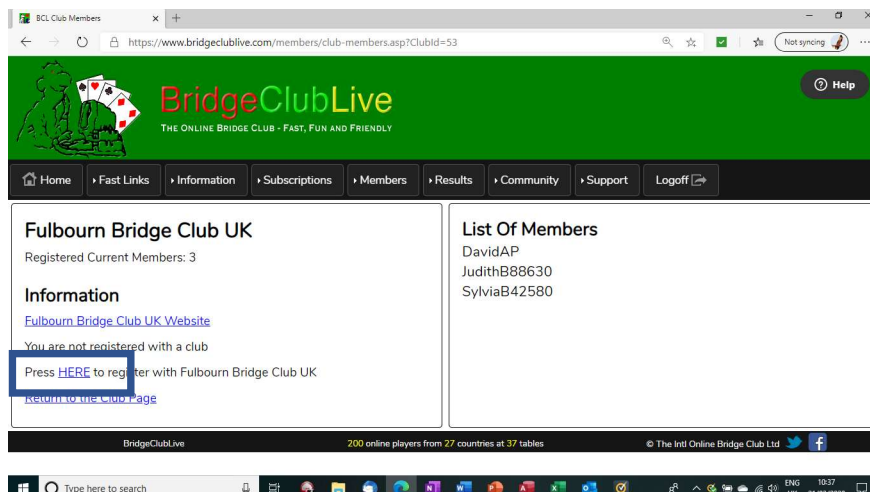 BCL Club Members
https://www.bridgeclublive.com/members/club-members.asp?ClubId=53
Not syncing
BridgeClubLive
THE ONLINE BRIDGE CLUB - FAST, FUN AND FRIENDLY
Help
Home
Fast Links
Information
Subscriptions
Members
Results
Community
Support
Logoff
Fulbourn Bridge Club UK
Registered Current Members: 3
Information
Fulbourn Bridge Club UK Website
You are not registered with a club
Press HERE to register with Fulbourn Bridge Club UK
Return to the Club Page
List Of Members
DavidAP
JudithB88630
SylviaB42580
BridgeClubLive
200 online players from 27 countries at 37 tables
© The Intl Online Bridge Club Ltd
Type here to search
ENG
10:37